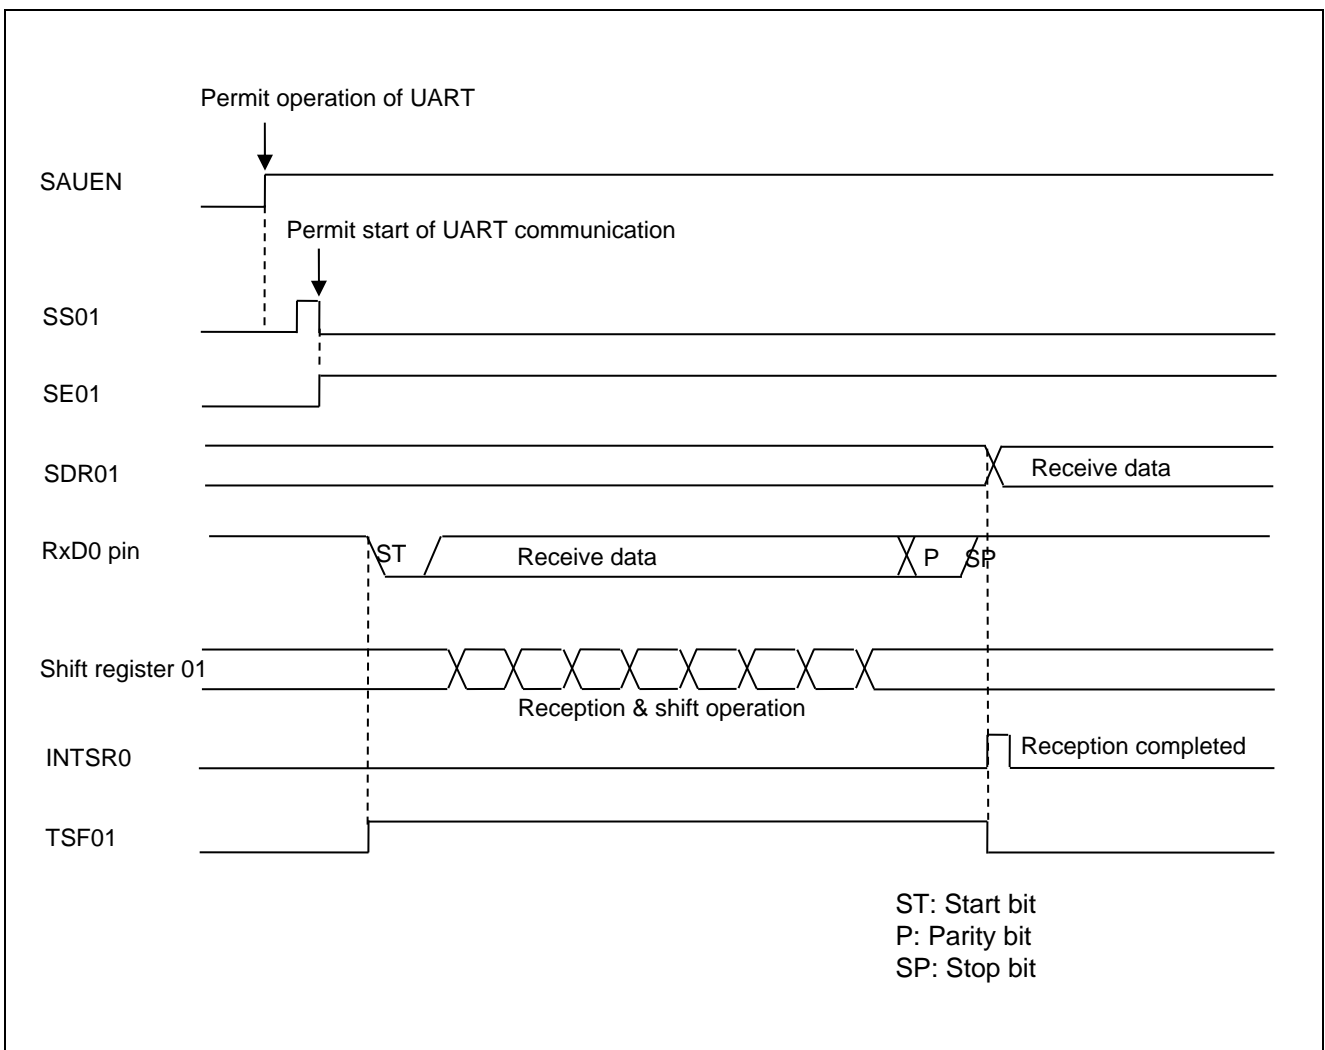 Permit operation of UART
SAUEN
Permit start of UART communication
SS01
SE01
SDR01
Receive data
RxD0 pin
ST
Receive data
P
SP
Shift register 01
Reception & shift operation
INTSR0
Reception completed
TSF01
ST: Start bit
P: Parity bit
SP: Stop bit